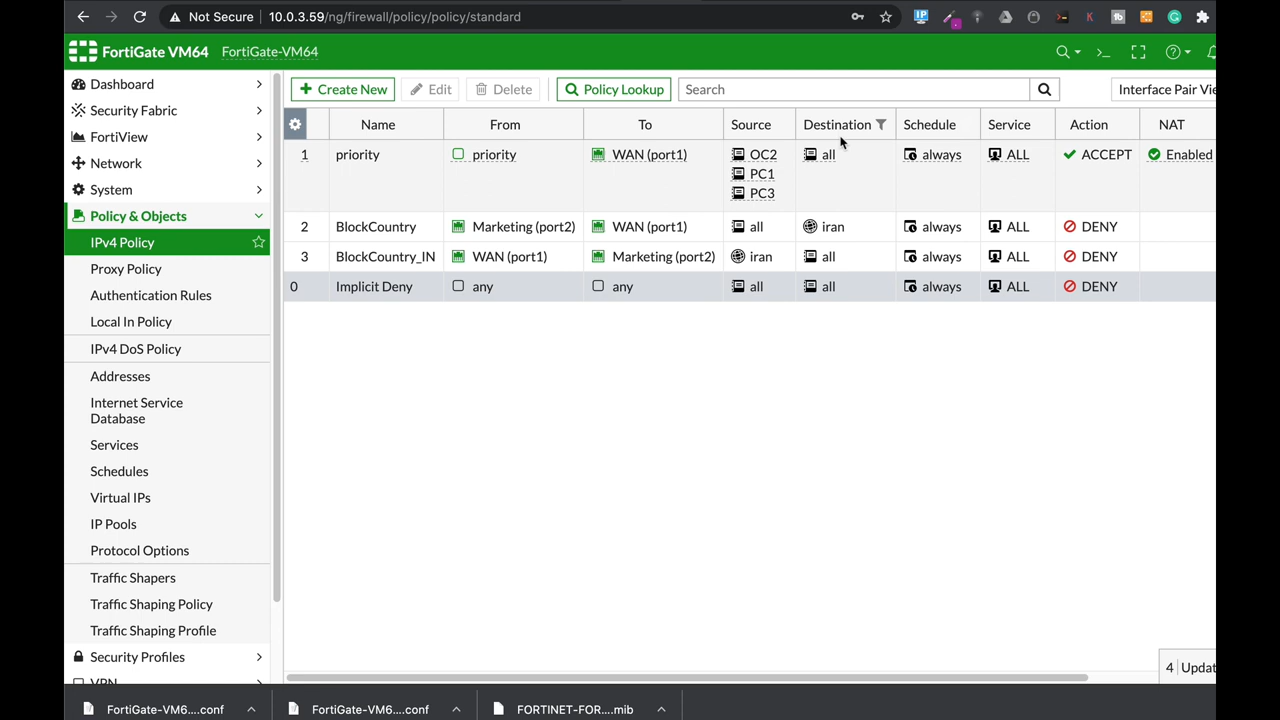 Not Secure 10.0.3.59/ng/firewall/policy/policy/standard
FortiGate VM64 FortiGate-VM64
Dashboard
Security Fabric
FortiView
Network
System
Policy & Objects
IPv4 Policy
Proxy Policy
Authentication Rules
Local In Policy
IPv4 DoS Policy
Addresses
Internet Service
Database
Services
Schedules
Virtual IPs
IP Pools
Protocol Options
Traffic Shapers
Traffic Shaping Policy
Traffic Shaping Profile
Security Profiles
VPN
+ Create New Edit Delete Policy Lookup Search Interface Pair Vie
Name From To Source Destination Schedule Service Action NAT
1 priority priority WAN (port1) OC2 all always ALL ACCEPT Enabled
PC1
PC3
2 BlockCountry Marketing (port2) WAN (port1) all iran always ALL DENY
3 BlockCountry_IN WAN (port1) Marketing (port2) iran all always ALL DENY
0 Implicit Deny any any all all always ALL DENY
4 Updat
FortiGate-VM6....conf FortiGate-VM6....conf FORTINET-FOR....mib